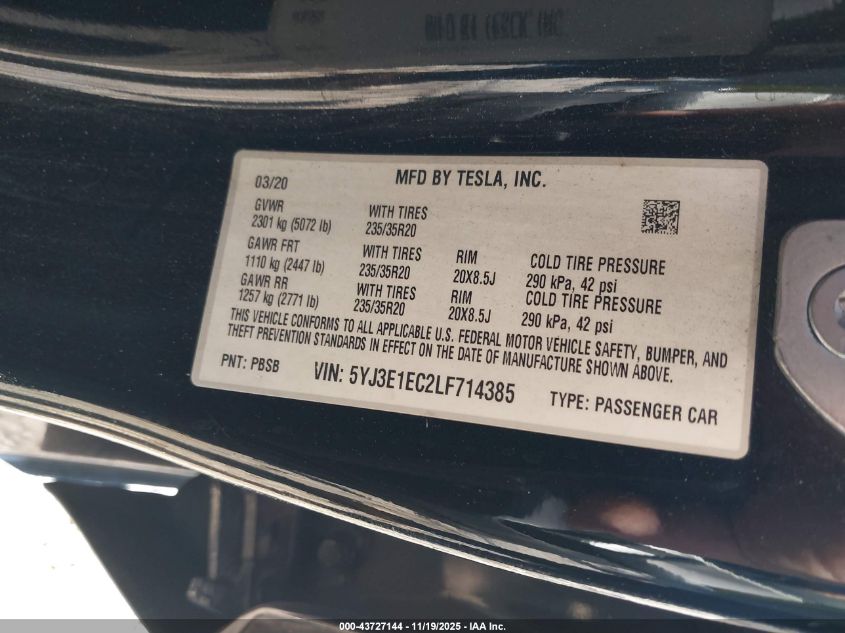 03/20 MFD BY TESLA, INC.
GVWR
2301 kg (5072 lb) WITH TIRES 235/35R20
GAWR FRT
1110 kg (2447 lb) WITH TIRES 235/35R20 RIM 20X8.5J COLD TIRE PRESSURE 290 kPa, 42 psi
GAWR RR
1257 kg (2771 lb) WITH TIRES 235/35R20 RIM 20X8.5J COLD TIRE PRESSURE 290 kPa, 42 psi
THIS VEHICLE CONFORMS TO ALL APPLICABLE U.S. FEDERAL MOTOR VEHICLE SAFETY, BUMPER, AND
THEFT PREVENTION STANDARDS IN EFFECT ON THE DATE OF MANUFACTURE SHOWN ABOVE.
PNT: PBSB VIN: 5YJ3E1EC2LF714385 TYPE: PASSENGER CAR
000-43727144 - 11/19/2025 - IAA Inc.